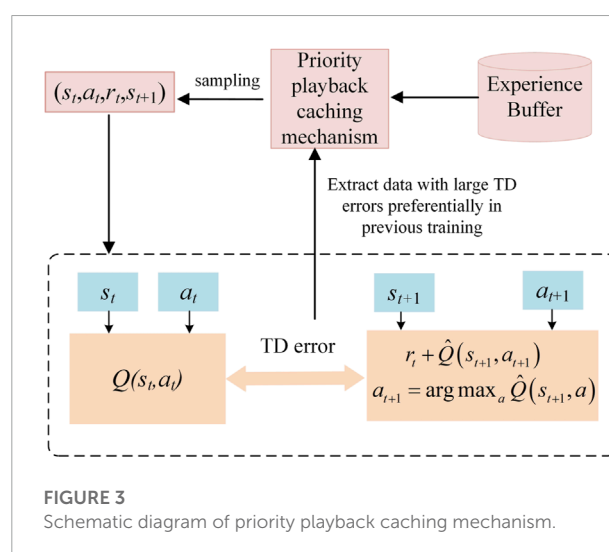 Priority
playback
caching
mechanism
Experience
Buffer
sampling
(s_t,a_t,r_t,s_{t+1})
Extract data with large TD
errors preferentially in
previous training
s_t
a_t
s_{t+1}
a_{t+1}
TD error
Q(s_t,a_t)
r_t + Q̂(s_{t+1},a_{t+1})
a_{t+1} = arg max_a Q̂(s_{t+1},a)
FIGURE 3
Schematic diagram of priority playback caching mechanism.